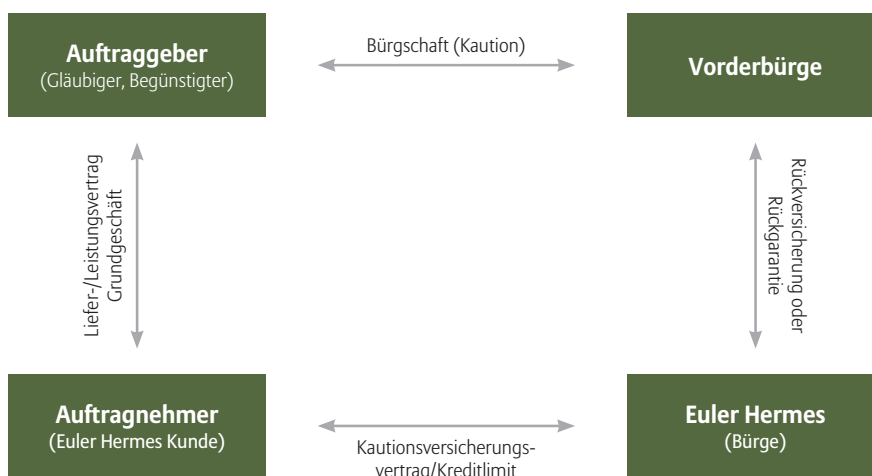 Auftraggeber
(Gläubiger, Begünstigter)
Bürgschaft (Kaution)
Vorderbürge
Liefer-/Leistungsvertrag
Grundgeschäft
Rückversicherung oder
Rückgarantie
Auftragnehmer
(Euler Hermes Kunde)
Kautionsversicherungs-
vertrag/Kreditlimit
Euler Hermes
(Bürge)